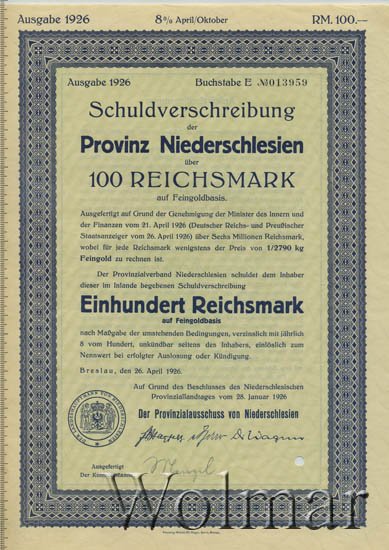 Ausgabe 1926 8% April/Oktober RM. 100.—
Ausgabe 1926 Buchstabe E №013959
Schuldverschreibung
der
Provinz Niederschlesien
über
100 REICHSMARK
auf Feingoldbasis.
Ausgefertigt auf Grund der Genehmigung der Minister des Innern und
der Finanzen vom 21. April 1926 (Deutscher Reichs- und Preußischer
Staatsanzeiger vom 26. April 1926) über Sechs Millionen Reichsmark,
wobei für jede Reichsmark wenigstens der Preis von 1/2790 kg
Feingold zu rechnen ist.
Der Provinzialverband Niederschlesien schuldet dem Inhaber
dieser im Inlande begebenen Schuldverschreibung
Einhundert Reichsmark
auf Feingoldbasis
nach Maßgabe der umstehenden Bedingungen, verzinslich mit jährlich
8 vom Hundert, unkündbar seitens des Inhabers, einlöslich zum
Nennwert bei erfolgter Auslosung oder Kündigung.
Breslau, den 26. April 1926.
Auf Grund des Beschlusses des Niederschlesischen
Provinziallandtages vom 28. Januar 1926
Der Provinzialausschuss von Niederschlesien
Ausgefertigt
Der
Wolmar